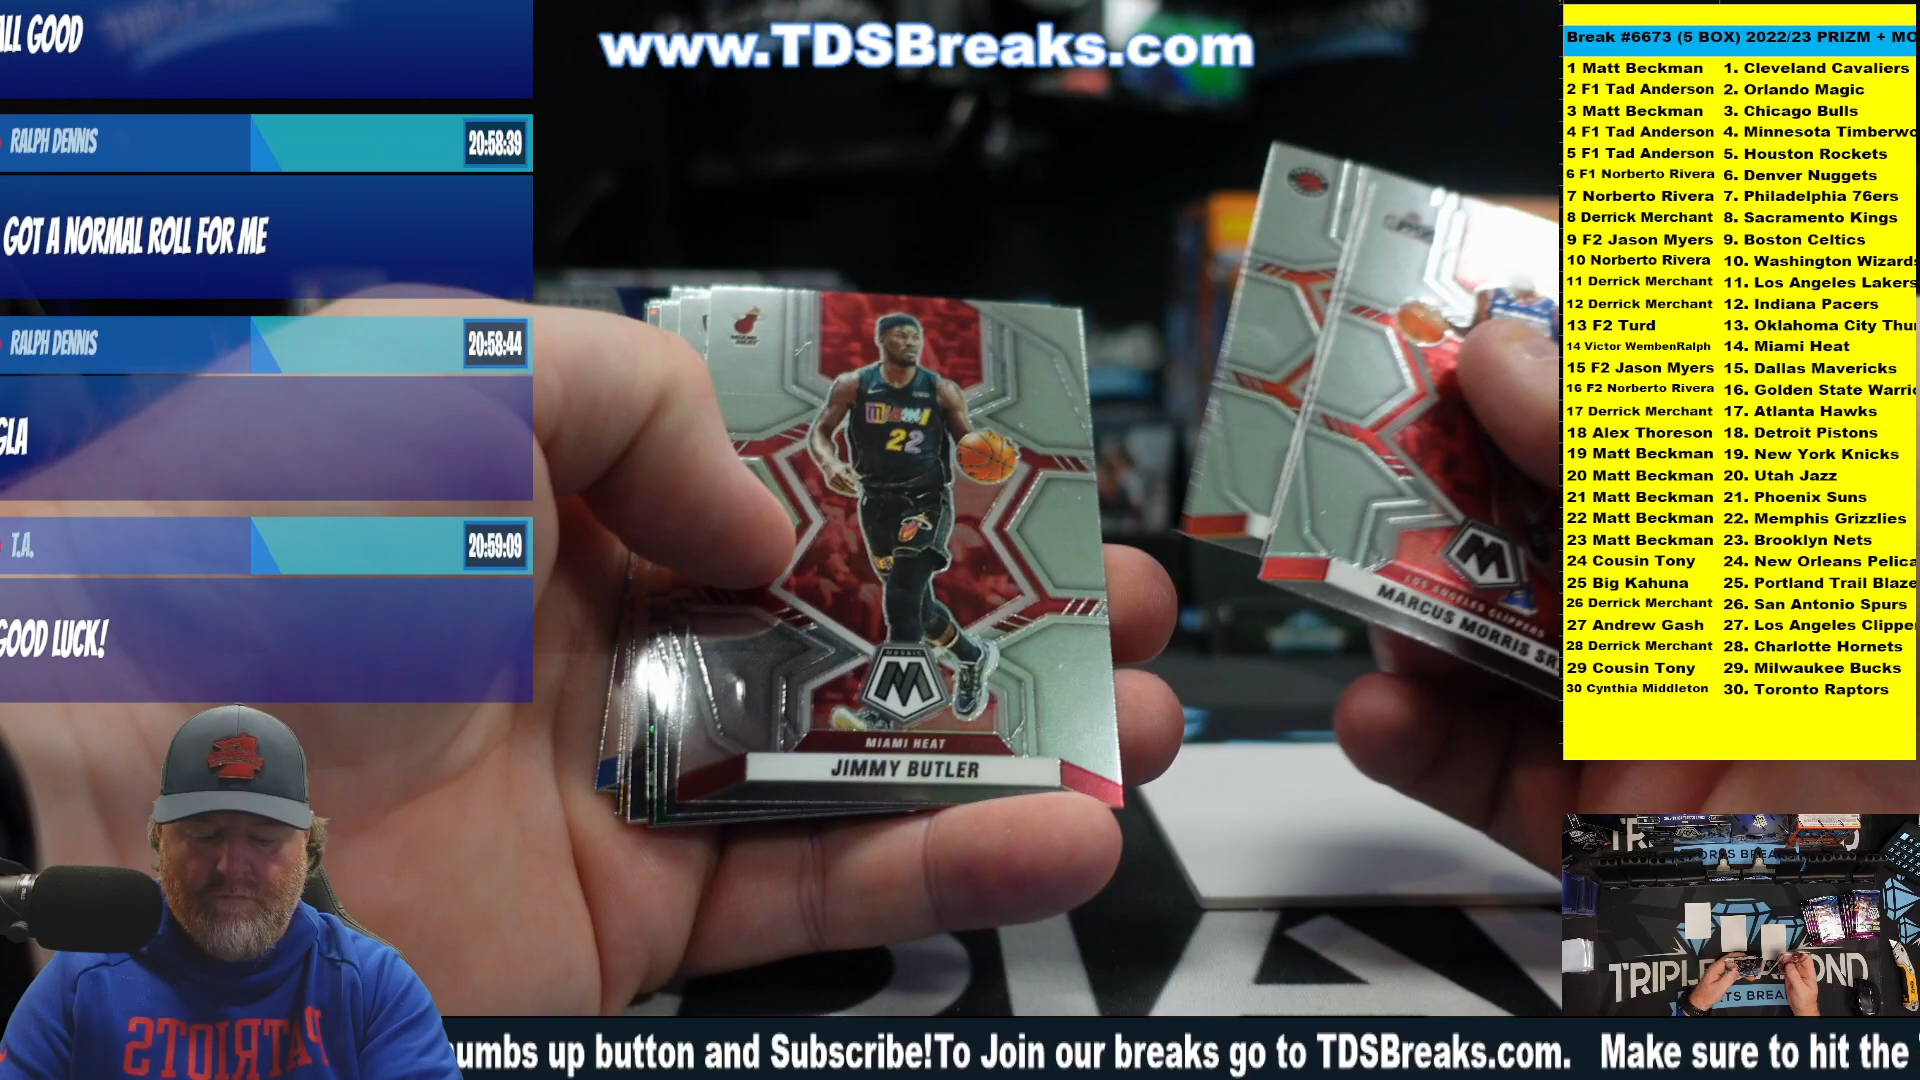 ALL GOOD
RALPH DENNIS
20:58:39
GOT A NORMAL ROLL FOR ME
RALPH DENNIS
20:58:44
GLA
T.A.
20:59:09
GOOD LUCK!
www.TDSBreaks.com
MIAMI HEAT
miami
22
MOSAIC
M
MIAMI HEAT
JIMMY BUTLER
M
LOS ANGELES CLIPPERS
MARCUS MORRIS SR
Break #6673 (5 BOX) 2022/23 PRIZM + MO
1 Matt Beckman 1. Cleveland Cavaliers
2 F1 Tad Anderson 2. Orlando Magic
3 Matt Beckman 3. Chicago Bulls
4 F1 Tad Anderson 4. Minnesota Timberwo
5 F1 Tad Anderson 5. Houston Rockets
6 F1 Norberto Rivera 6. Denver Nuggets
7 Norberto Rivera 7. Philadelphia 76ers
8 Derrick Merchant 8. Sacramento Kings
9 F2 Jason Myers 9. Boston Celtics
10 Norberto Rivera 10. Washington Wizards
11 Derrick Merchant 11. Los Angeles Lakers
12 Derrick Merchant 12. Indiana Pacers
13 F2 Turd 13. Oklahoma City Thu
14 Victor WembenRalph 14. Miami Heat
15 F2 Jason Myers 15. Dallas Mavericks
16 F2 Norberto Rivera 16. Golden State Warrio
17 Derrick Merchant 17. Atlanta Hawks
18 Alex Thoreson 18. Detroit Pistons
19 Matt Beckman 19. New York Knicks
20 Matt Beckman 20. Utah Jazz
21 Matt Beckman 21. Phoenix Suns
22 Matt Beckman 22. Memphis Grizzlies
23 Matt Beckman 23. Brooklyn Nets
24 Cousin Tony 24. New Orleans Pelica
25 Big Kahuna 25. Portland Trail Blaze
26 Derrick Merchant 26. San Antonio Spurs
27 Andrew Gash 27. Los Angeles Clipper
28 Derrick Merchant 28. Charlotte Hornets
29 Cousin Tony 29. Milwaukee Bucks
30 Cynthia Middleton 30. Toronto Raptors
PATRIOTS
TRIPLE DIAMOND
SPORTS BREAKS
umbs up button and Subscribe!To Join our breaks go to TDSBreaks.com. Make sure to hit the